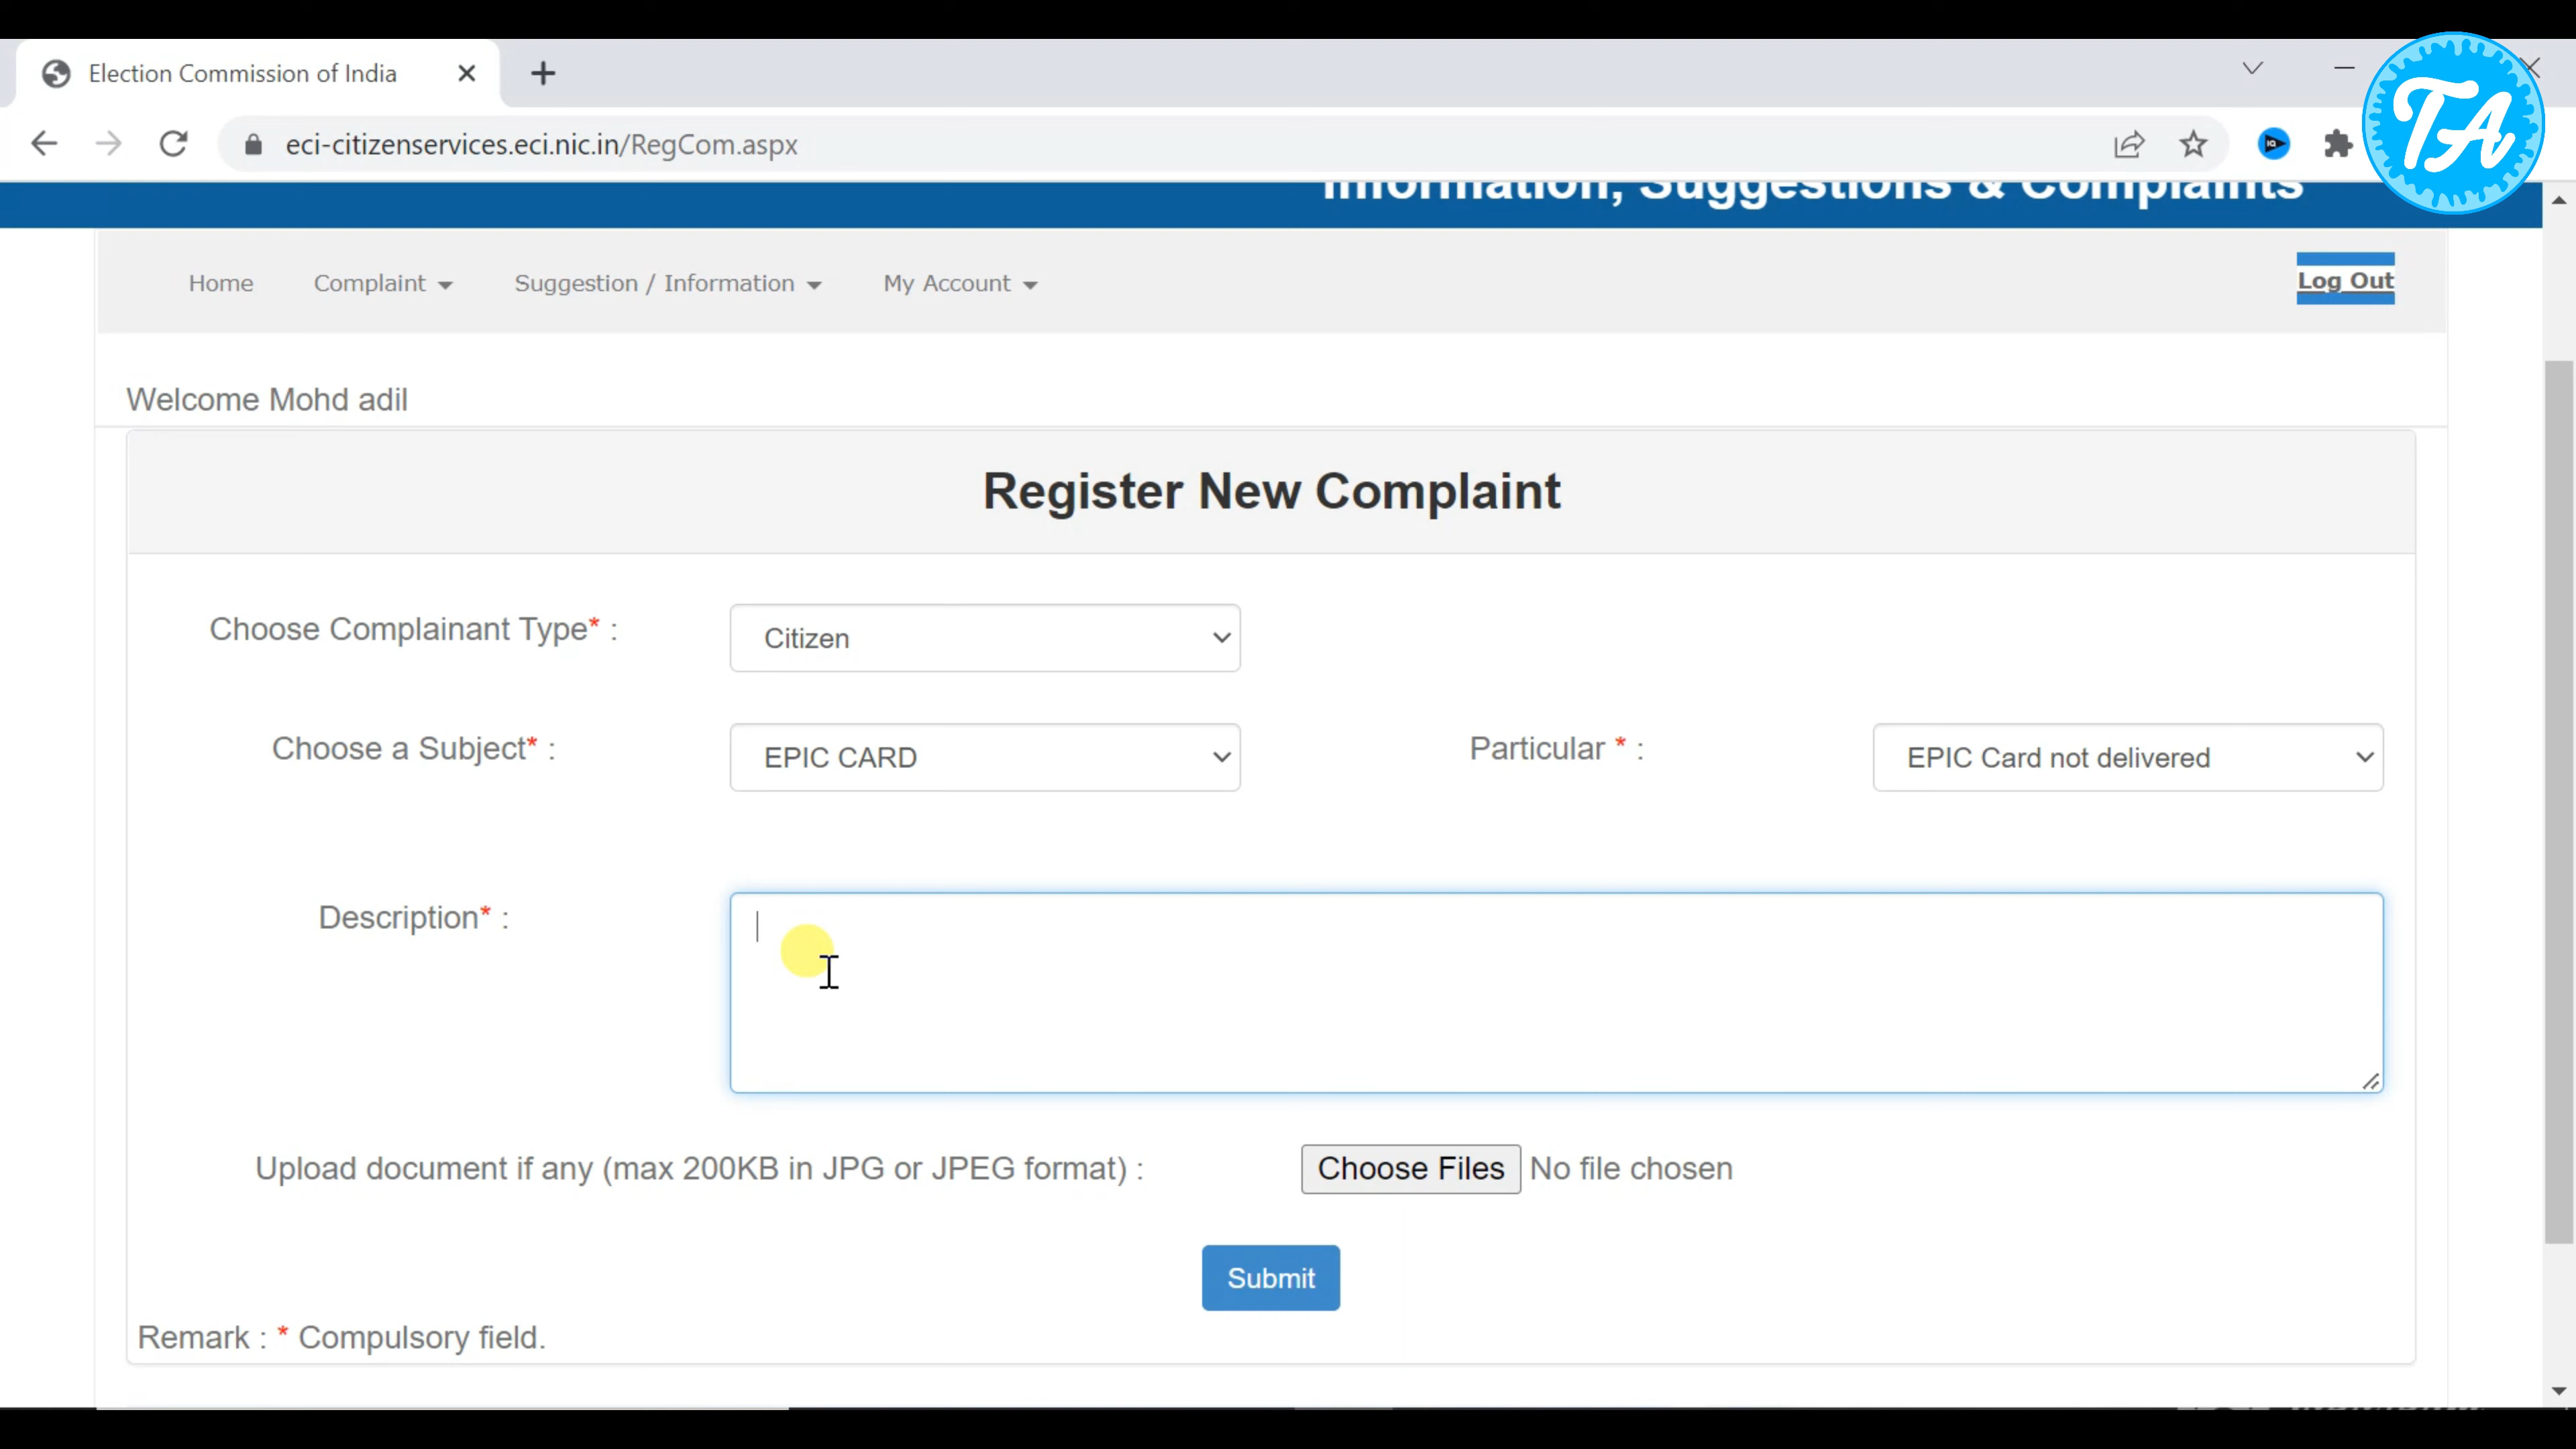 Election Commission of India
TA
eci-citizenservices.eci.nic.in/RegCom.aspx
Information, Suggestions & Complaints
Home Complaint Suggestion / Information My Account Log Out
Welcome Mohd adil
Register New Complaint
Choose Complainant Type* : Citizen
Choose a Subject* : EPIC CARD Particular * : EPIC Card not delivered
Description* :
Upload document if any (max 200KB in JPG or JPEG format) : Choose Files No file chosen
Submit
Remark : * Compulsory field.